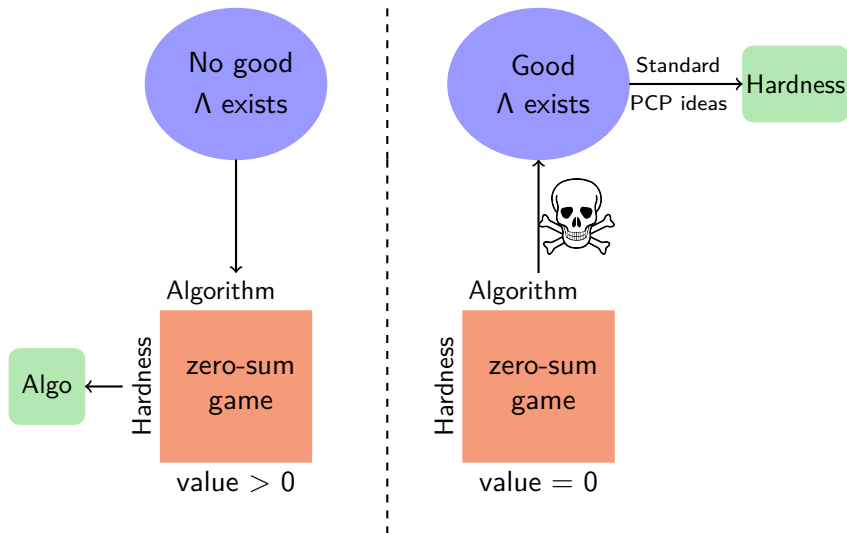 No good
Λ exists
Algorithm
Hardness
zero-sum
game
Algo
value > 0
Good
Λ exists
Standard
PCP ideas
Hardness
Algorithm
Hardness
zero-sum
game
value = 0